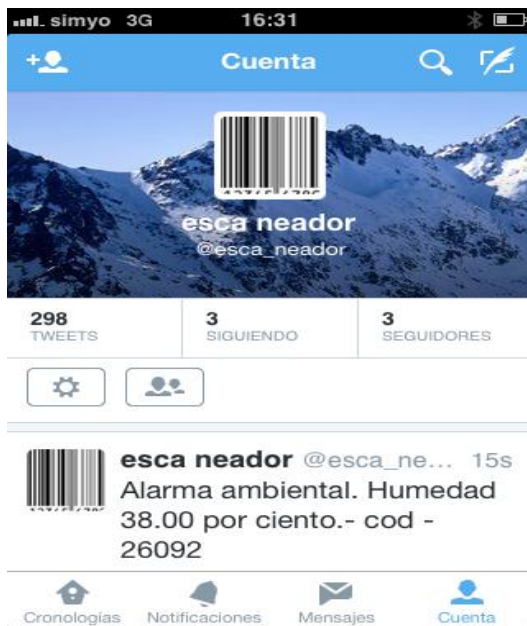 simyo 3G 16:31
Cuenta
esca neador
@esca_neador
298 3 3
TWEETS SIGUIENDO SEGUIDORES
esca neador @esca_ne... 15s
Alarma ambiental. Humedad
38.00 por ciento.- cod -
26092
Cronologías Notificaciones Mensajes Cuenta